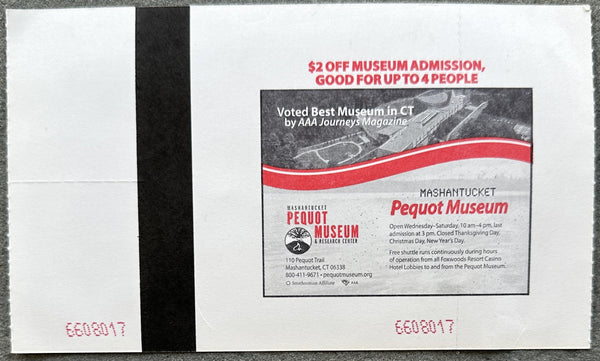 $2 OFF MUSEUM ADMISSION,
GOOD FOR UP TO 4 PEOPLE
Voted Best Museum in CT
by AAA Journeys Magazine
MASHANTUCKET
Pequot Museum
Open Wednesday–Saturday, 10 am–4 pm, last
admission at 3 pm. Closed Thanksgiving Day,
Christmas Day, New Year's Day.
Free shuttle runs continuously during hours
of operation from all Foxwoods Resort Casino
Hotel Lobbies to and from the Pequot Museum.
MASHANTUCKET
PEQUOT
MUSEUM
& RESEARCH CENTER
110 Pequot Trail
Mashantucket, CT 06338
800-411-9671 • pequotmuseum.org
Smithsonian Affiliate
AAA
6608017
6608017